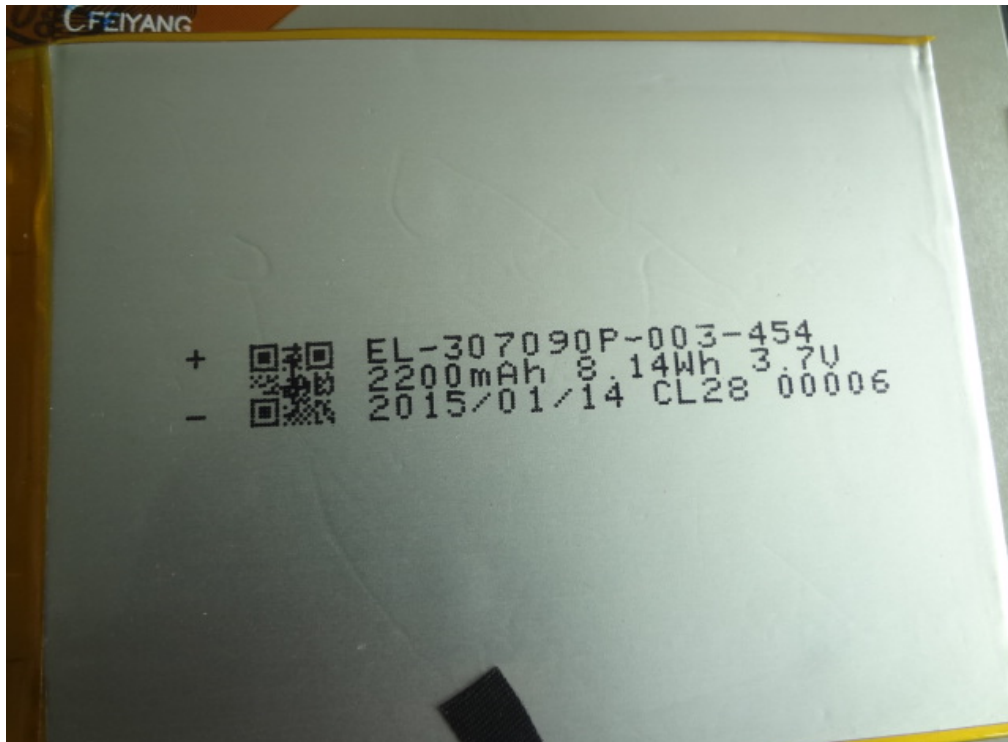 CFEIYANG
+
EL-307090P-003-454
2200mAh 8.14Wh 3.7V
-
2015/01/14 CL28 00006